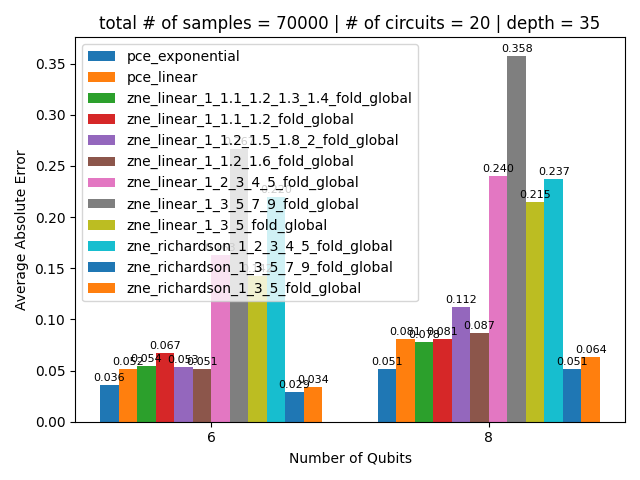 total # of samples = 70000 | # of circuits = 20 | depth = 35
pce_exponential
pce_linear
zne_linear_1_1.1_1.2_1.3_1.4_fold_global
zne_linear_1_1.1_1.2_fold_global
zne_linear_1_1.2_1.5_1.8_2_fold_global
zne_linear_1_1.2_1.6_fold_global
zne_linear_1_2_3_4_5_fold_global
zne_linear_1_3_5_7_9_fold_global
zne_linear_1_3_5_fold_global
zne_richardson_1_2_3_4_5_fold_global
zne_richardson_1_3_5_7_9_fold_global
zne_richardson_1_3_5_fold_global
Average Absolute Error
0.35
0.30
0.25
0.20
0.15
0.10
0.05
0.00
0.036
0.052
0.054
0.067
0.053
0.051
0.029
0.034
0.051
0.081
0.078
0.081
0.112
0.087
0.240
0.358
0.215
0.237
0.051
0.064
6
8
Number of Qubits